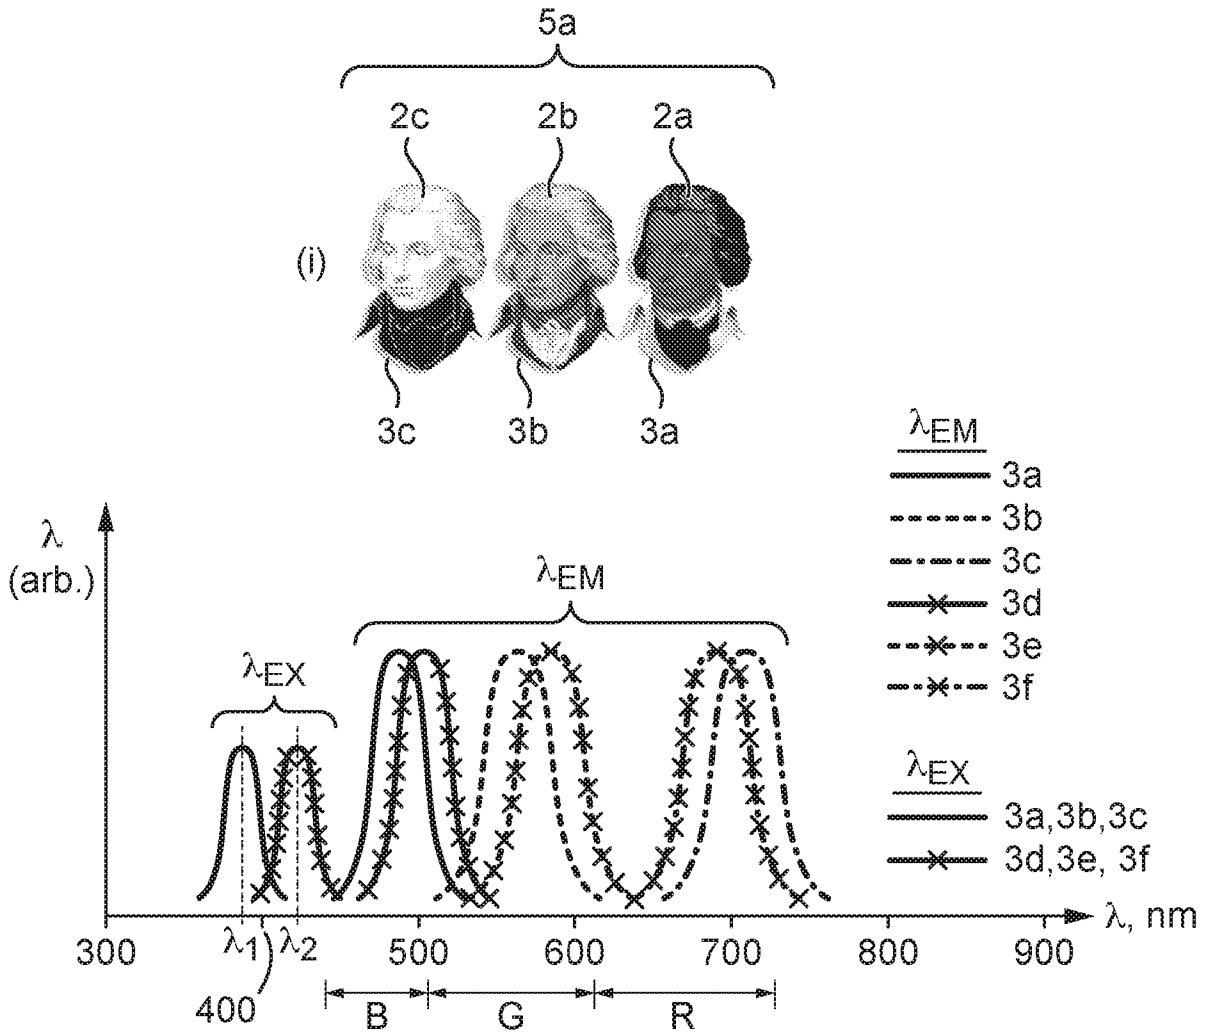 5a
2c 2b 2a
(i)
3c 3b 3a
λEM
3a
3b
3c
3d
3e
3f
λEX
3a,3b,3c
3d,3e, 3f
λ
(arb.)
λEM
λEX
λ1 λ2
300 400 500 600 700 800 900
λ, nm
B G R